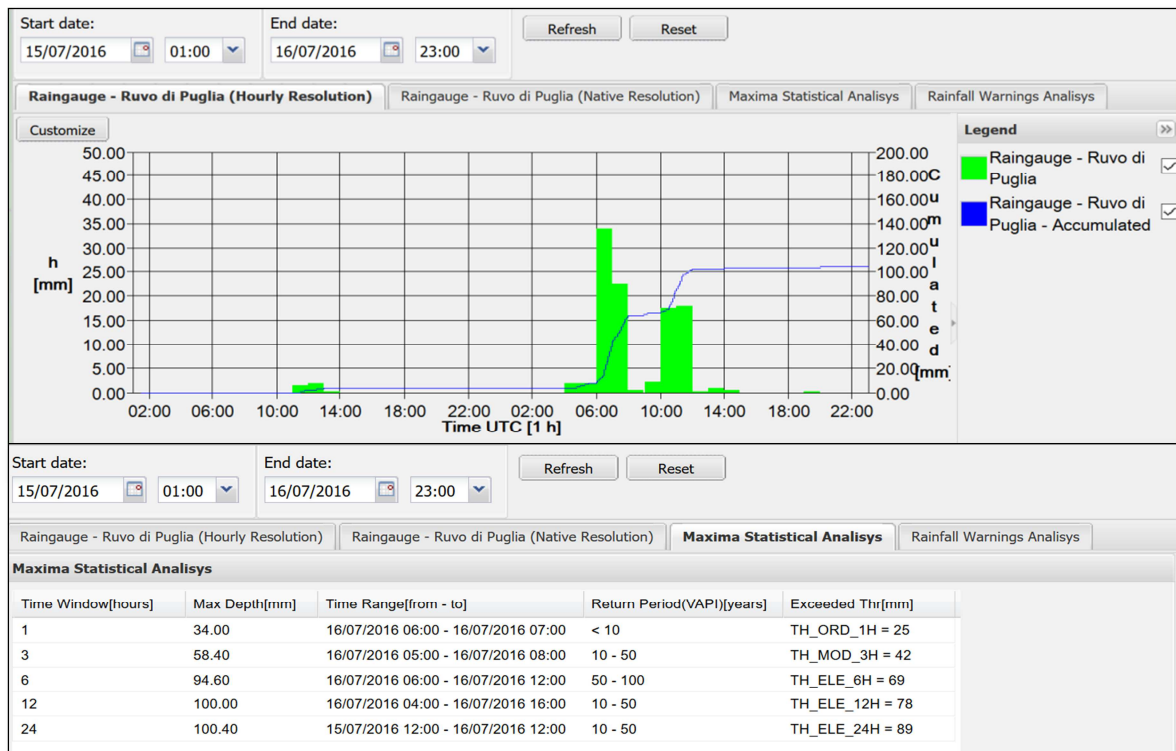 Start date:
End date:
15/07/2016 01:00 16/07/2016 23:00 Refresh Reset
Raingauge - Ruvo di Puglia (Hourly Resolution) Raingauge - Ruvo di Puglia (Native Resolution) Maxima Statistical Analisys Rainfall Warnings Analisys
Customize
Legend
Raingauge - Ruvo di
Puglia
Raingauge - Ruvo di
Puglia - Accumulated
50.00
45.00
40.00
35.00
30.00
25.00
20.00
15.00
10.00
5.00
0.00
h
[mm]
200.00
180.00
160.00
140.00
120.00
100.00
80.00
60.00
40.00
20.00
0.00
Cumulated
[mm]
02:00 06:00 10:00 14:00 18:00 22:00 02:00 06:00 10:00 14:00 18:00 22:00
Time UTC [1 h]
Start date:
End date:
15/07/2016 01:00 16/07/2016 23:00 Refresh Reset
Raingauge - Ruvo di Puglia (Hourly Resolution) Raingauge - Ruvo di Puglia (Native Resolution) Maxima Statistical Analisys Rainfall Warnings Analisys
Maxima Statistical Analisys
Time Window[hours] Max Depth[mm] Time Range[from - to] Return Period(VAPI)[years] Exceeded Thr[mm]
1 34.00 16/07/2016 06:00 - 16/07/2016 07:00 < 10 TH_ORD_1H = 25
3 58.40 16/07/2016 05:00 - 16/07/2016 08:00 10 - 50 TH_MOD_3H = 42
6 94.60 16/07/2016 06:00 - 16/07/2016 12:00 50 - 100 TH_ELE_6H = 69
12 100.00 16/07/2016 04:00 - 16/07/2016 16:00 10 - 50 TH_ELE_12H = 78
24 100.40 15/07/2016 12:00 - 16/07/2016 12:00 10 - 50 TH_ELE_24H = 89